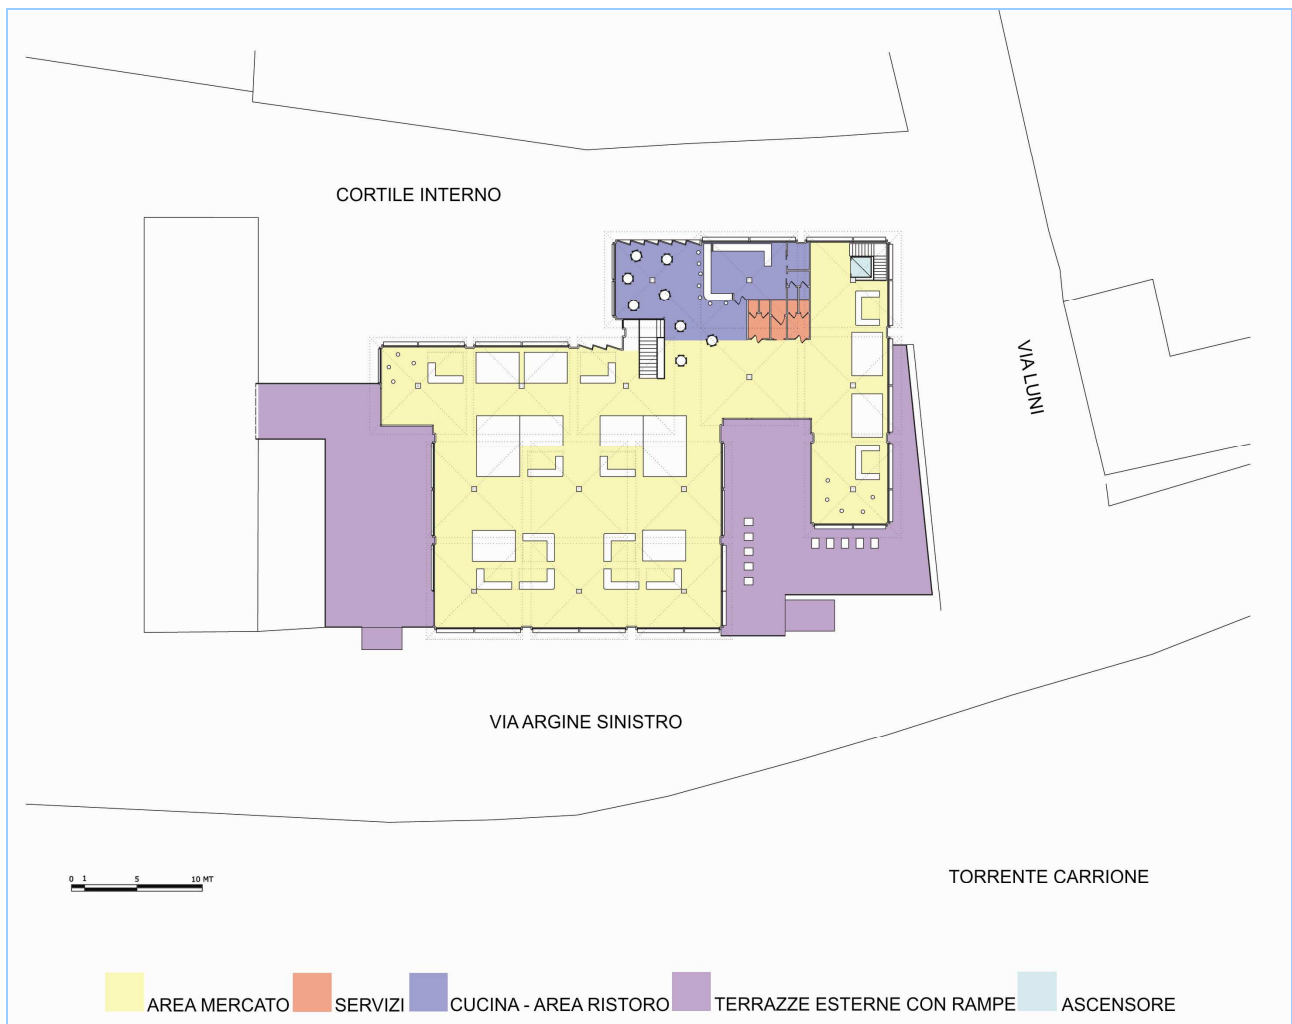 CORTILE INTERNO
VIA LUNI
VIA ARGINE SINISTRO
TORRENTE CARRIONE
0 1 5 10 MT
AREA MERCATO SERVIZI CUCINA - AREA RISTORO TERRAZZE ESTERNE CON RAMPE ASCENSORE